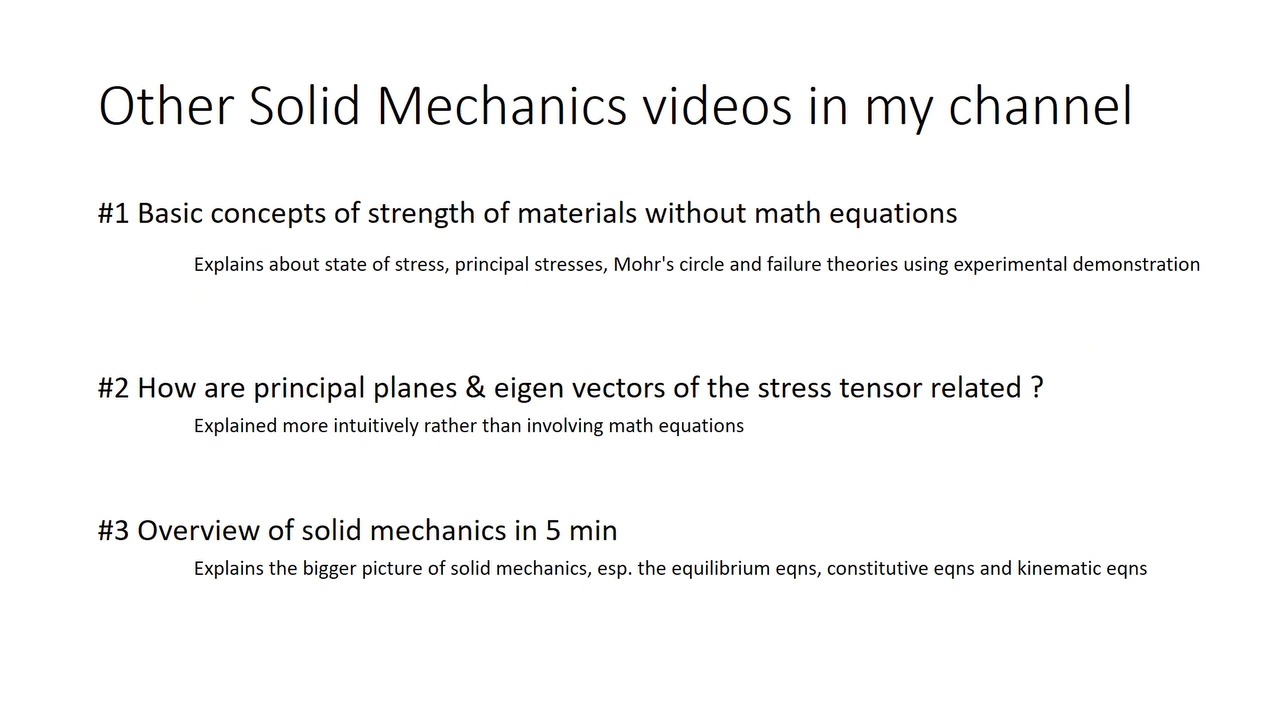 Other Solid Mechanics videos in my channel
#1 Basic concepts of strength of materials without math equations
Explains about state of stress, principal stresses, Mohr's circle and failure theories using experimental demonstration
#2 How are principal planes & eigen vectors of the stress tensor related ?
Explained more intuitively rather than involving math equations
#3 Overview of solid mechanics in 5 min
Explains the bigger picture of solid mechanics, esp. the equilibrium eqns, constitutive eqns and kinematic eqns